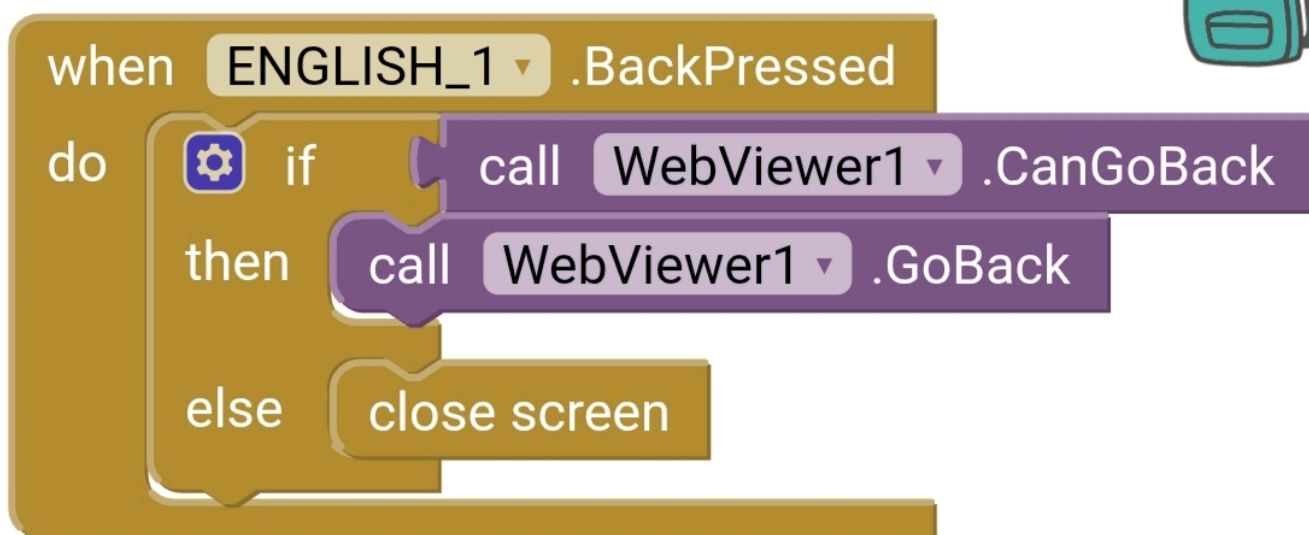 when ENGLISH_1 .BackPressed
do if call WebViewer1 .CanGoBack
then call WebViewer1 .GoBack
else close screen